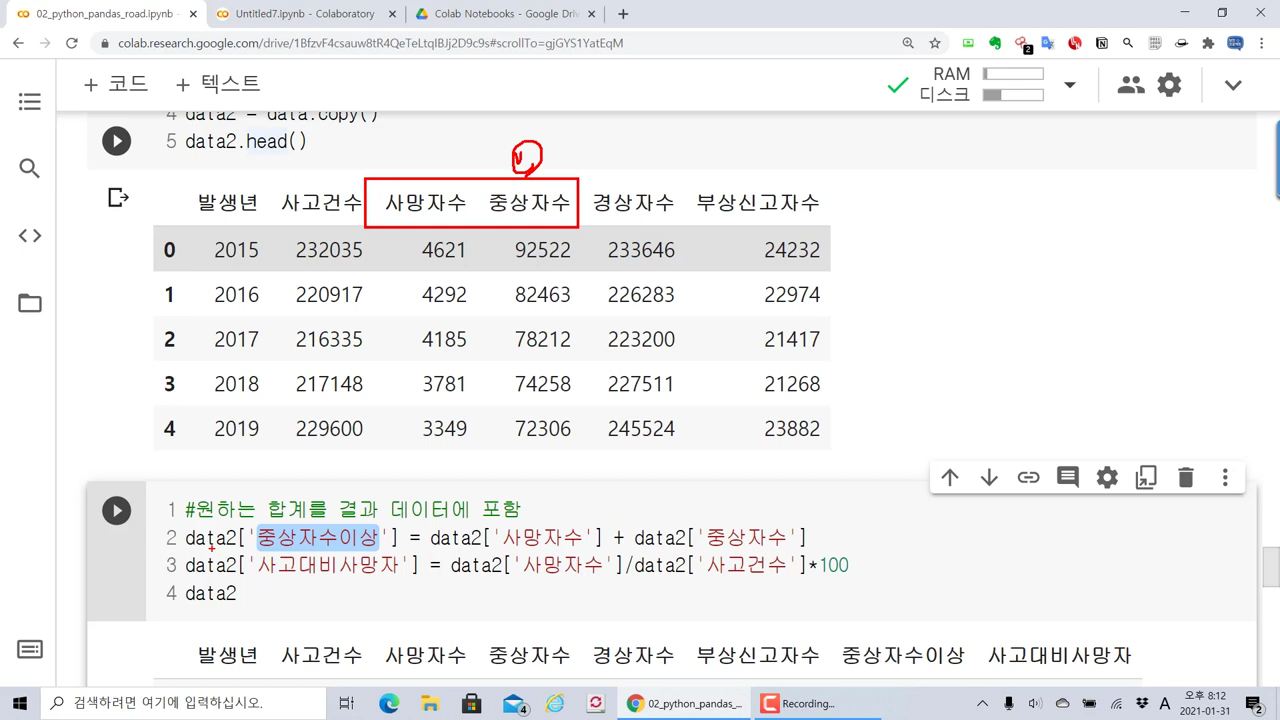 02_python_pandas_road.ipynb - Untitled7.ipynb - Colaboratory Colab Notebooks - Google Driv
colab.research.google.com/drive/1BfzvF4csauw8tR4QeTeLtqIBJj3D9c9s#scrollTo=gjGYS1YatEqM
2
+ 코드 + 텍스트
RAM
디스크
4 data2 = data.copy()
5 data2.head()
발생년 사고건수 사망자수 중상자수 경상자수 부상신고자수
0 2015 232035 4621 92522 233646 24232
1 2016 220917 4292 82463 226283 22974
2 2017 216335 4185 78212 223200 21417
3 2018 217148 3781 74258 227511 21268
4 2019 229600 3349 72306 245524 23882
1 #원하는 합계를 결과 데이터에 포함
2 data2['중상자수이상'] = data2['사망자수'] + data2['중상자수']
3 data2['사고대비사망자'] = data2['사망자수']/data2['사고건수']*100
4 data2
발생년 사고건수 사망자수 중상자수 경상자수 부상신고자수 중상자수이상 사고대비사망자
검색하려면 여기에 입력하십시오.
4
02_python_pandas_...
Recording...
A
오후 8:12
2021-01-31
2